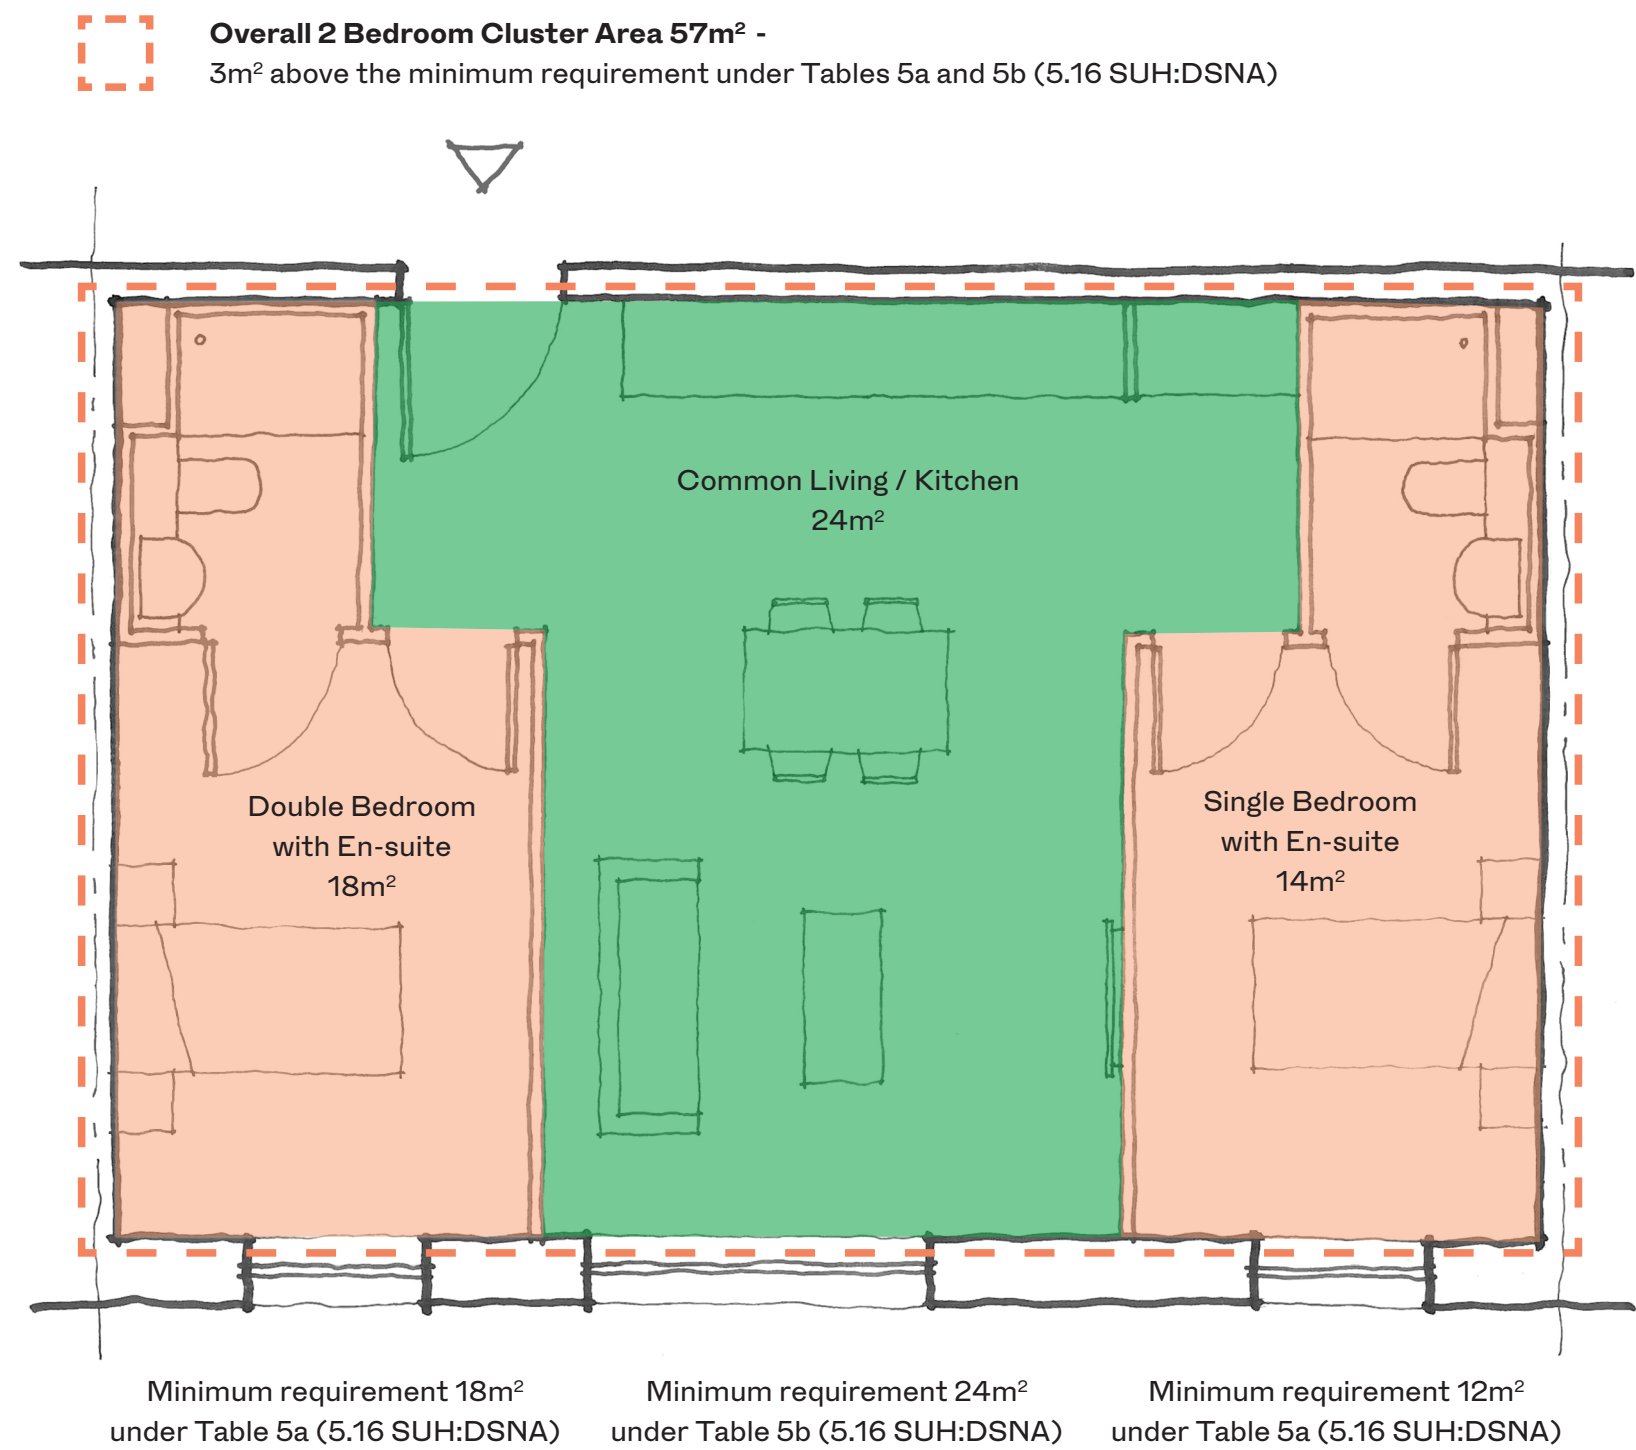 Overall 2 Bedroom Cluster Area 57m² -
3m² above the minimum requirement under Tables 5a and 5b (5.16 SUH:DSNA)
Common Living / Kitchen
24m²
Double Bedroom
with En-suite
18m²
Single Bedroom
with En-suite
14m²
Minimum requirement 18m²
under Table 5a (5.16 SUH:DSNA)
Minimum requirement 24m²
under Table 5b (5.16 SUH:DSNA)
Minimum requirement 12m²
under Table 5a (5.16 SUH:DSNA)